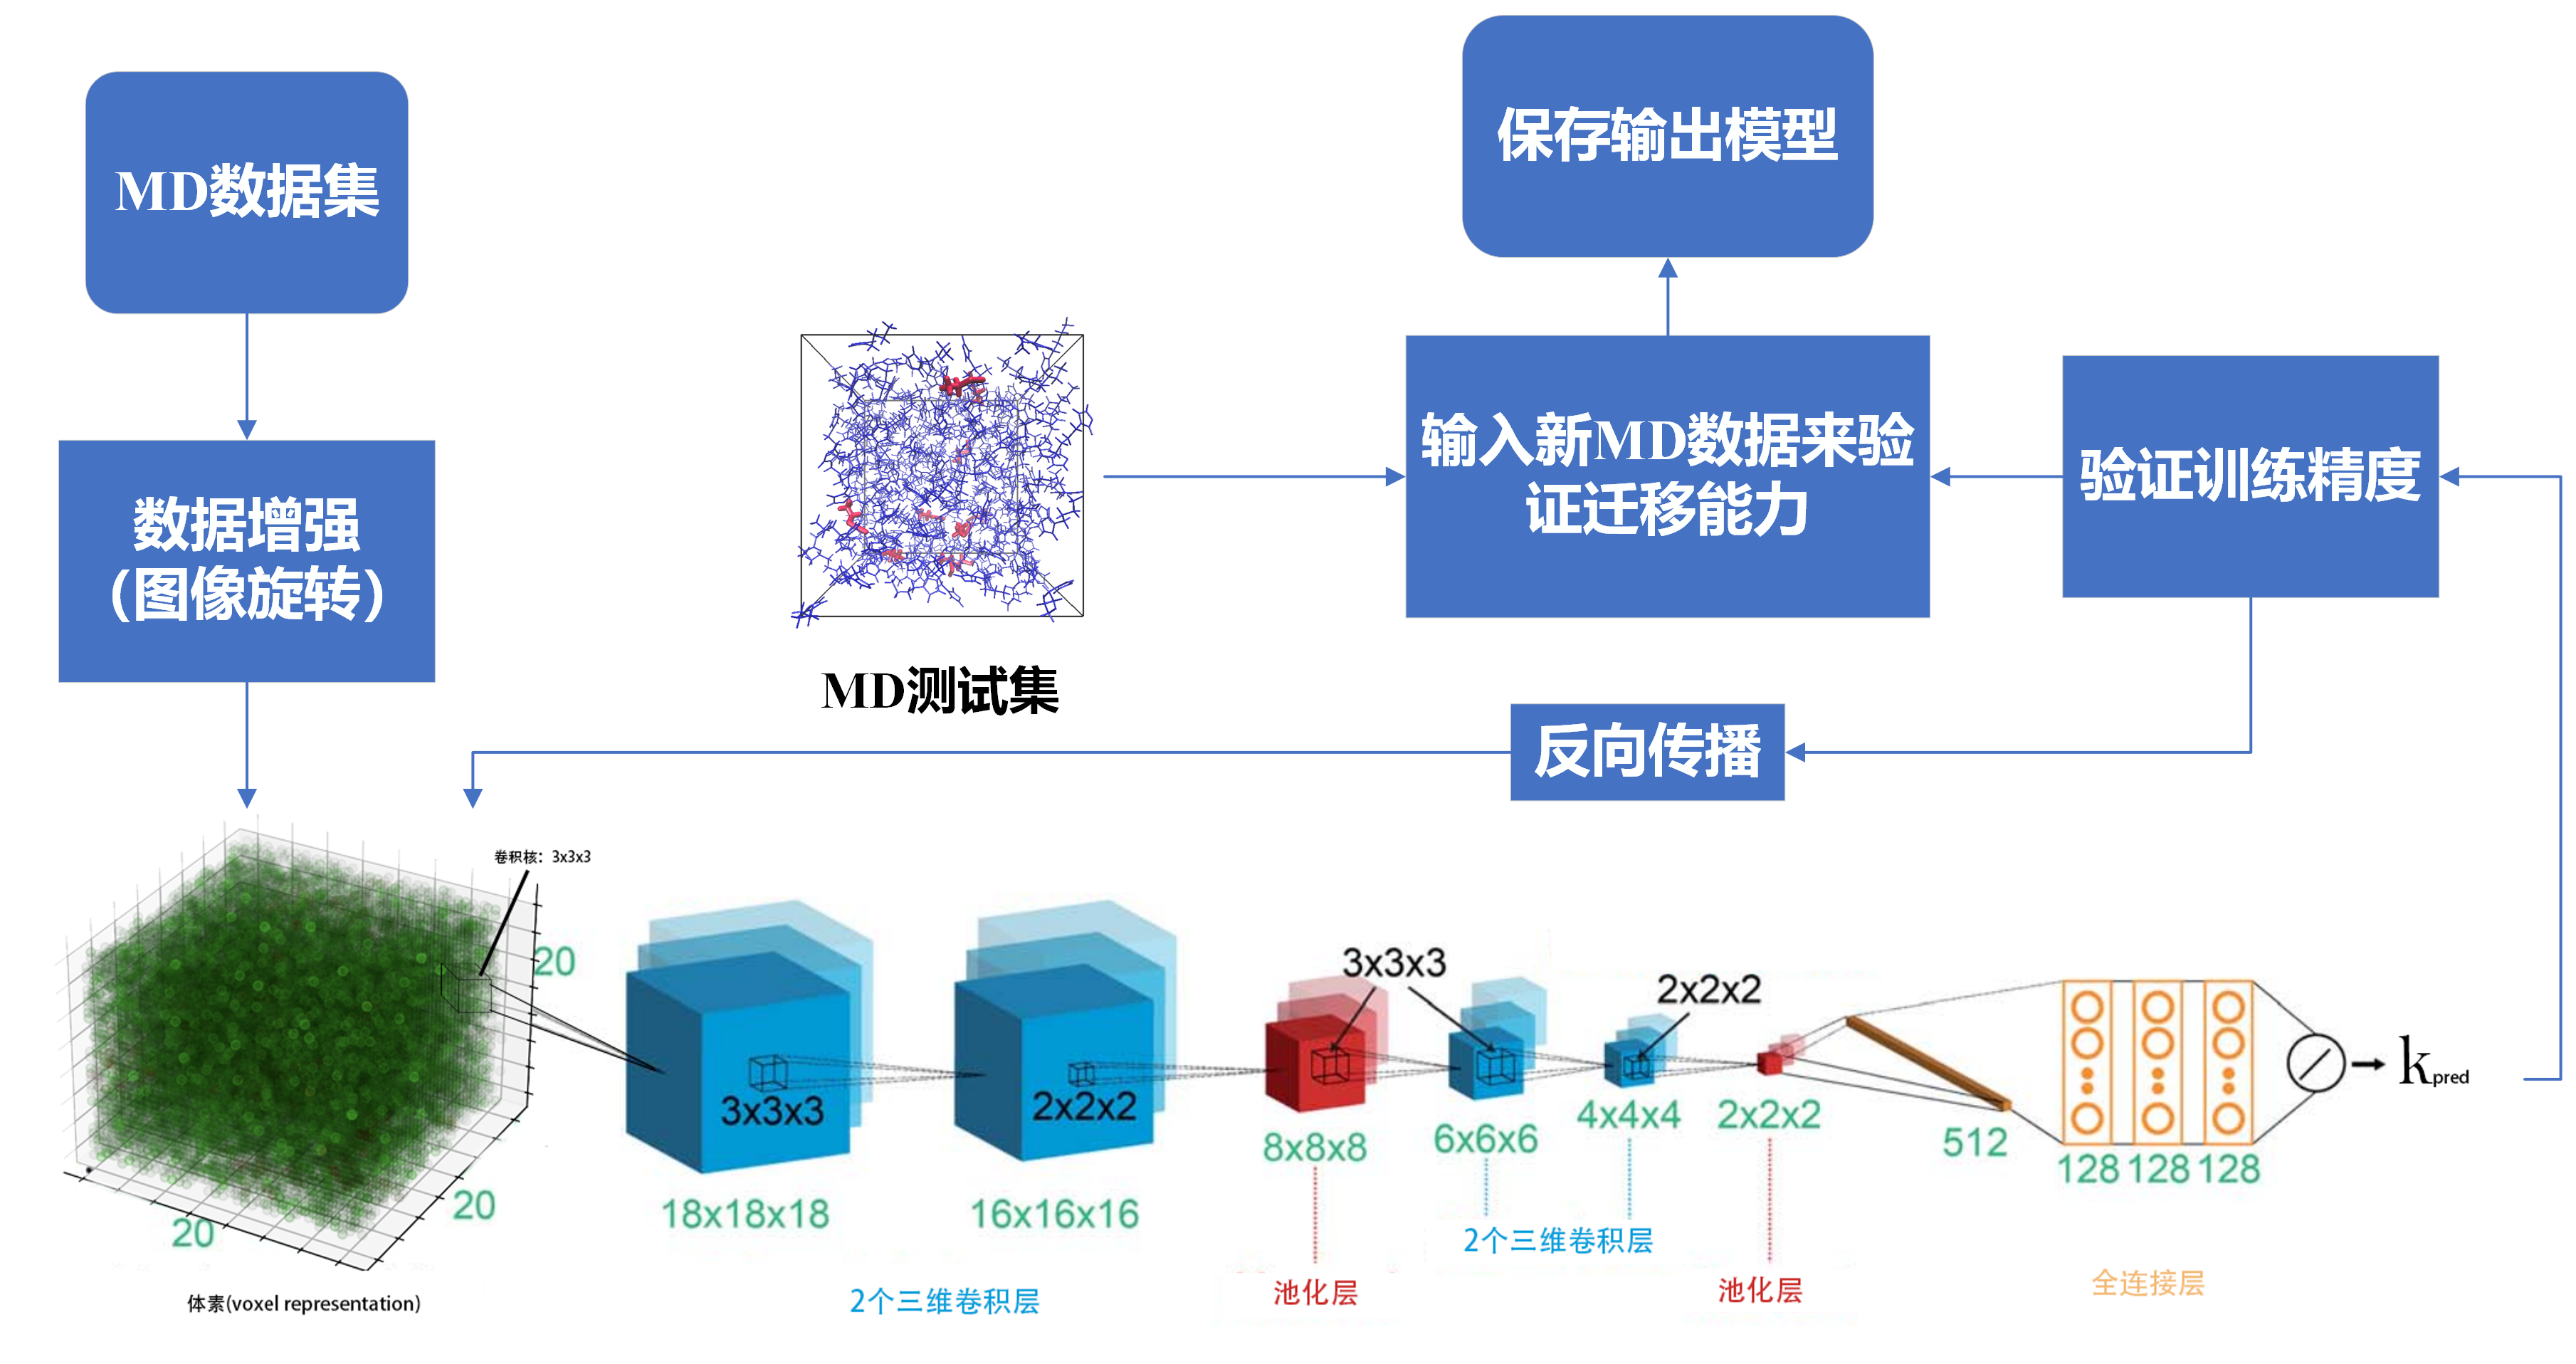 保存输出模型
MD数据集
输入新MD数据来验
证迁移能力
验证训练精度
数据增强
（图像旋转）
MD测试集
反向传播
卷积核：3x3x3
20
20
20
3x3x3
2x2x2
3x3x3
2x2x2
18x18x18
16x16x16
8x8x8
6x6x6
4x4x4
2x2x2
512
128 128 128
kpred
体素(voxel representation)
2个三维卷积层
池化层
2个三维卷积层
池化层
全连接层